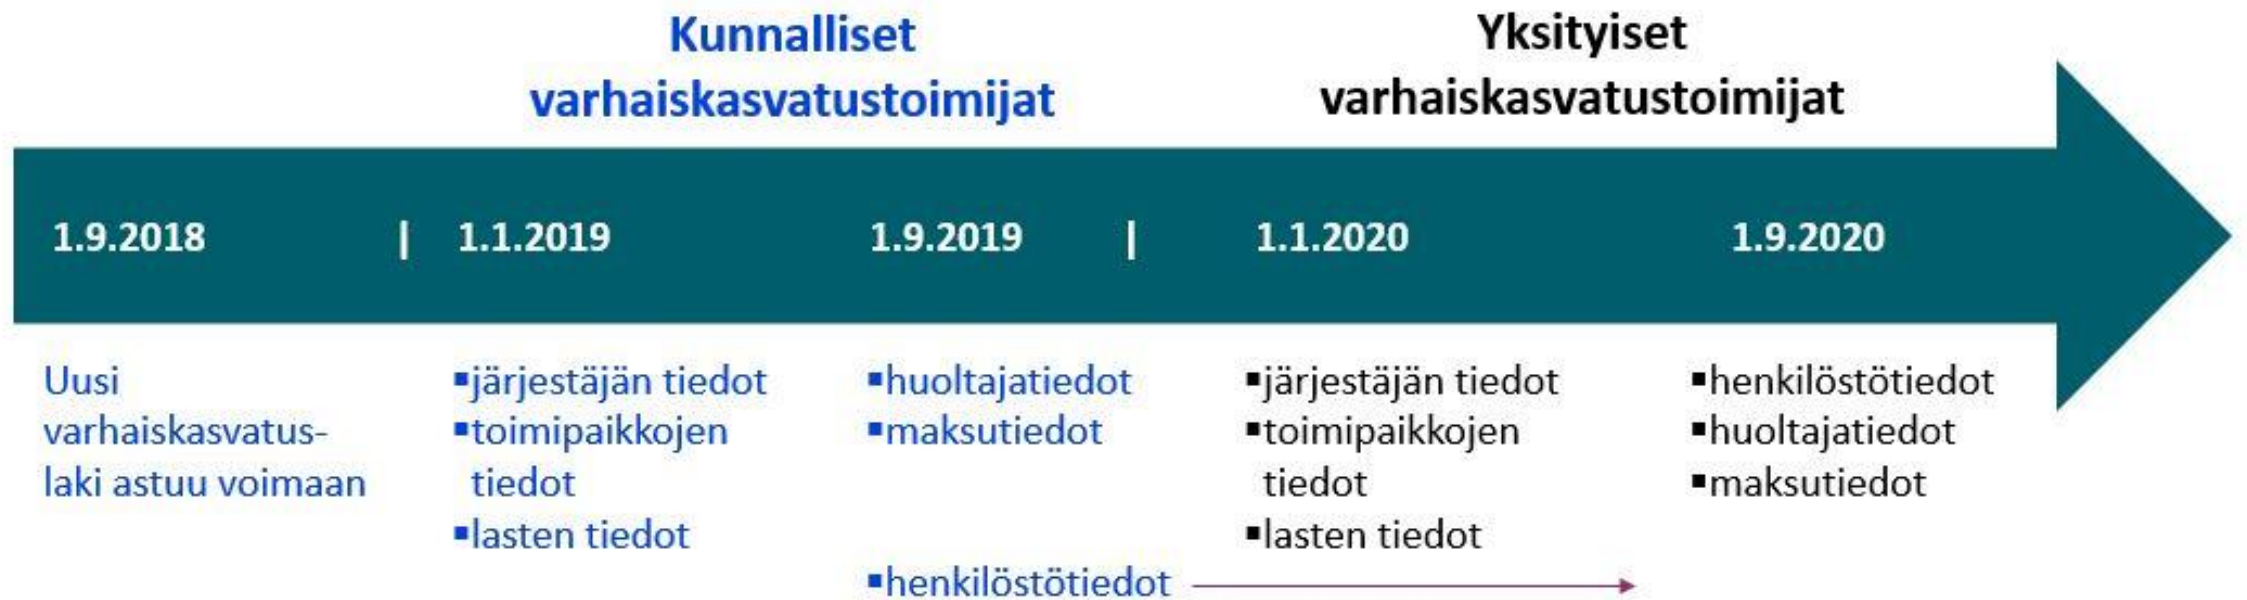 Kunnalliset
varhaiskasvatustoimijat
Yksityiset
varhaiskasvatustoimijat
1.9.2018 | 1.1.2019 1.9.2019 | 1.1.2020 1.9.2020
Uusi
varhaiskasvatus-
laki astuu voimaan
▪järjestäjän tiedot
▪toimipaikkojen
tiedot
▪lasten tiedot
▪huoltajatiedot
▪maksutiedot
▪henkilöstötiedot
▪järjestäjän tiedot
▪toimipaikkojen
tiedot
▪lasten tiedot
▪henkilöstötiedot
▪huoltajatiedot
▪maksutiedot